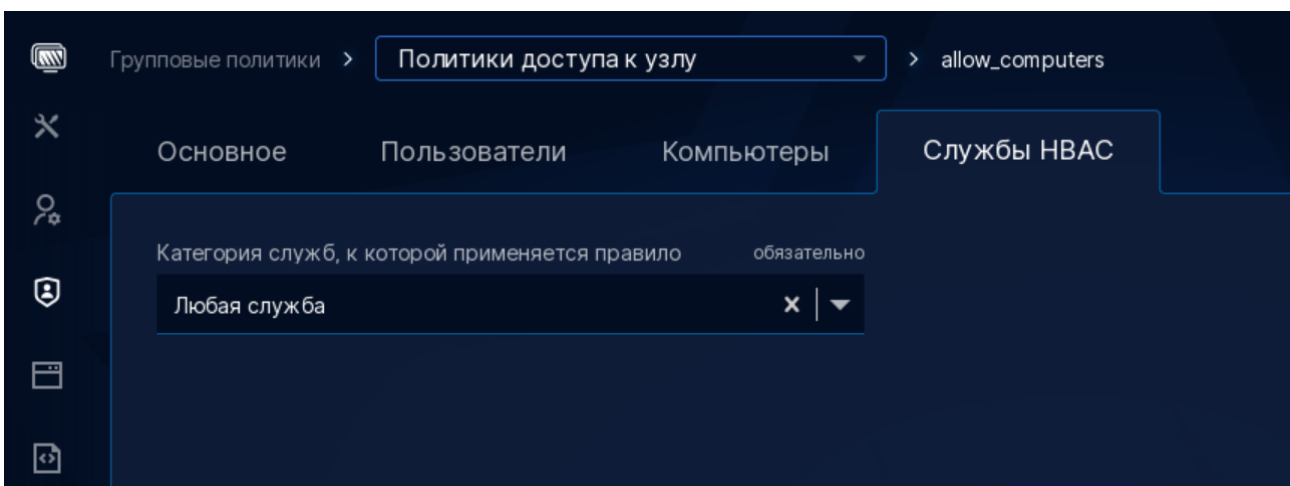 Групповые политики > Политики доступа к узлу > allow_computers
Основное Пользователи Компьютеры Службы HBAC
Категория служб, к которой применяется правило обязательно
Любая служба